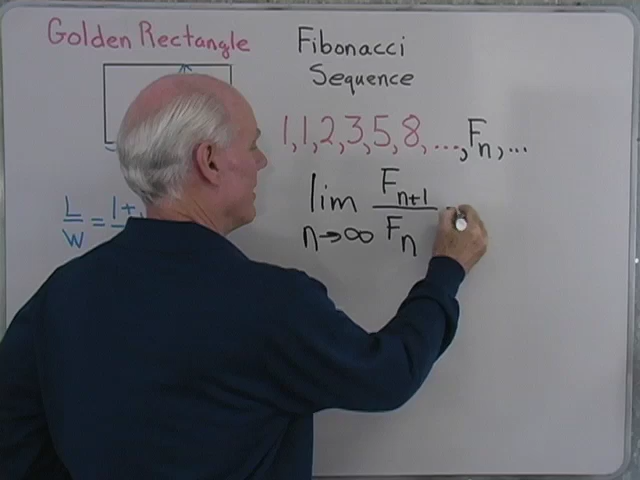 Golden Rectangle
Fibonacci
Sequence
1, 1, 2, 3, 5, 8, ..., Fn, ...
lim Fn+1
n→∞ Fn
L = 1+
W